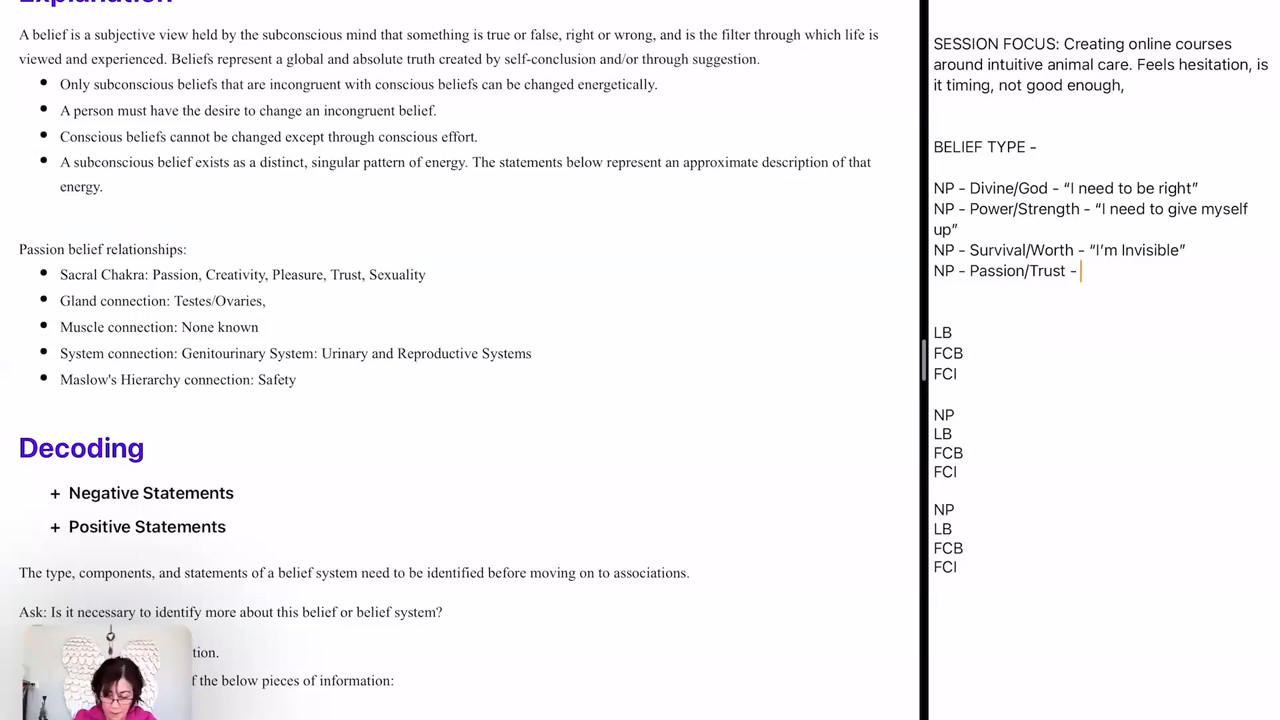 Explanation
A belief is a subjective view held by the subconscious mind that something is true or false, right or wrong, and is the filter through which life is
viewed and experienced. Beliefs represent a global and absolute truth created by self-conclusion and/or through suggestion.
• Only subconscious beliefs that are incongruent with conscious beliefs can be changed energetically.
• A person must have the desire to change an incongruent belief.
• Conscious beliefs cannot be changed except through conscious effort.
• A subconscious belief exists as a distinct, singular pattern of energy. The statements below represent an approximate description of that
energy.
Passion belief relationships:
• Sacral Chakra: Passion, Creativity, Pleasure, Trust, Sexuality
• Gland connection: Testes/Ovaries,
• Muscle connection: None known
• System connection: Genitourinary System: Urinary and Reproductive Systems
• Maslow's Hierarchy connection: Safety
Decoding
+ Negative Statements
+ Positive Statements
The type, components, and statements of a belief system need to be identified before moving on to associations.
Ask: Is it necessary to identify more about this belief or belief system?
tion.
f the below pieces of information:
SESSION FOCUS: Creating online courses
around intuitive animal care. Feels hesitation, is
it timing, not good enough,
BELIEF TYPE -
NP - Divine/God - “I need to be right”
NP - Power/Strength - “I need to give myself
up”
NP - Survival/Worth - “I’m Invisible”
NP - Passion/Trust -
LB
FCB
FCI
NP
LB
FCB
FCI
NP
LB
FCB
FCI